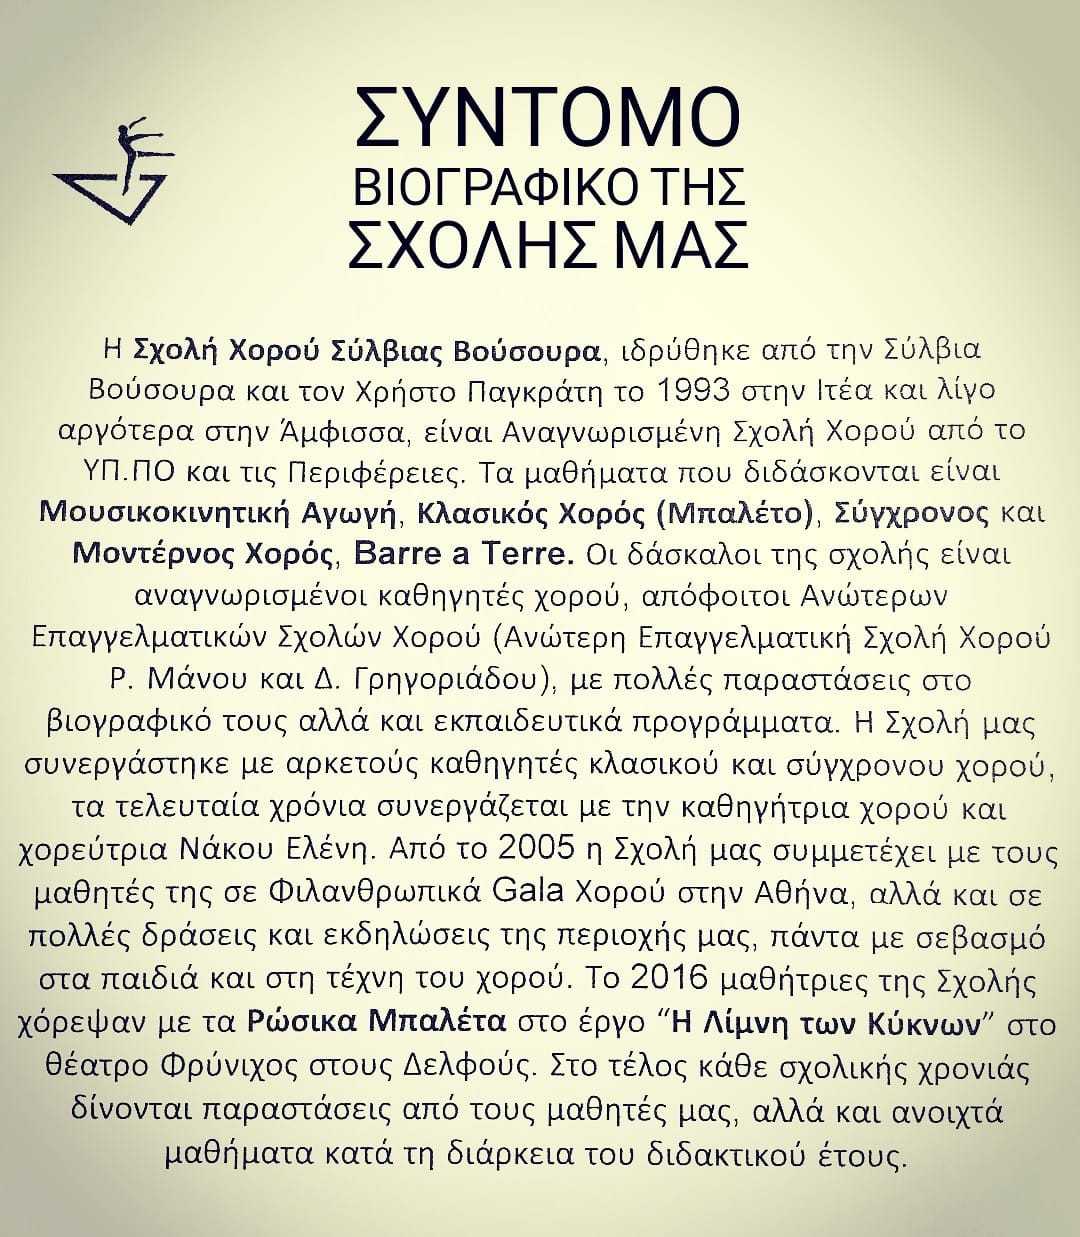 ΣΥΝΤΟΜΟ
ΒΙΟΓΡΑΦΙΚΟ ΤΗΣ
ΣΧΟΛΗΣ ΜΑΣ
Η Σχολή Χορού Σύλβιας Βούσουρα, ιδρύθηκε από την Σύλβια
Βούσουρα και τον Χρήστο Παγκράτη το 1993 στην Ιτέα και λίγο
αργότερα στην Άμφισσα, είναι Αναγνωρισμένη Σχολή Χορού από το
ΥΠ.ΠΟ και τις Περιφέρειες. Τα μαθήματα που διδάσκονται είναι
Μουσικοκινητική Αγωγή, Κλασικός Χορός (Μπαλέτο), Σύγχρονος και
Μοντέρνος Χορός, Barre a Terre. Οι δάσκαλοι της σχολής είναι
αναγνωρισμένοι καθηγητές χορού, απόφοιτοι Ανώτερων
Επαγγελματικών Σχολών Χορού (Ανώτερη Επαγγελματική Σχολή Χορού
Ρ. Μάνου και Δ. Γρηγοριάδου), με πολλές παραστάσεις στο
βιογραφικό τους αλλά και εκπαιδευτικά προγράμματα. Η Σχολή μας
συνεργάστηκε με αρκετούς καθηγητές κλασικού και σύγχρονου χορού,
τα τελευταία χρόνια συνεργάζεται με την καθηγήτρια χορού και
χορεύτρια Νάκου Ελένη. Από το 2005 η Σχολή μας συμμετέχει με τους
μαθητές της σε Φιλανθρωπικά Gala Χορού στην Αθήνα, αλλά και σε
πολλές δράσεις και εκδηλώσεις της περιοχής μας, πάντα με σεβασμό
στα παιδιά και στη τέχνη του χορού. Το 2016 μαθήτριες της Σχολής
χόρεψαν με τα Ρώσικα Μπαλέτα στο έργο “Η Λίμνη των Κύκνων” στο
θέατρο Φρύνιχος στους Δελφούς. Στο τέλος κάθε σχολικής χρονιάς
δίνονται παραστάσεις από τους μαθητές μας, αλλά και ανοιχτά
μαθήματα κατά τη διάρκεια του διδακτικού έτους.